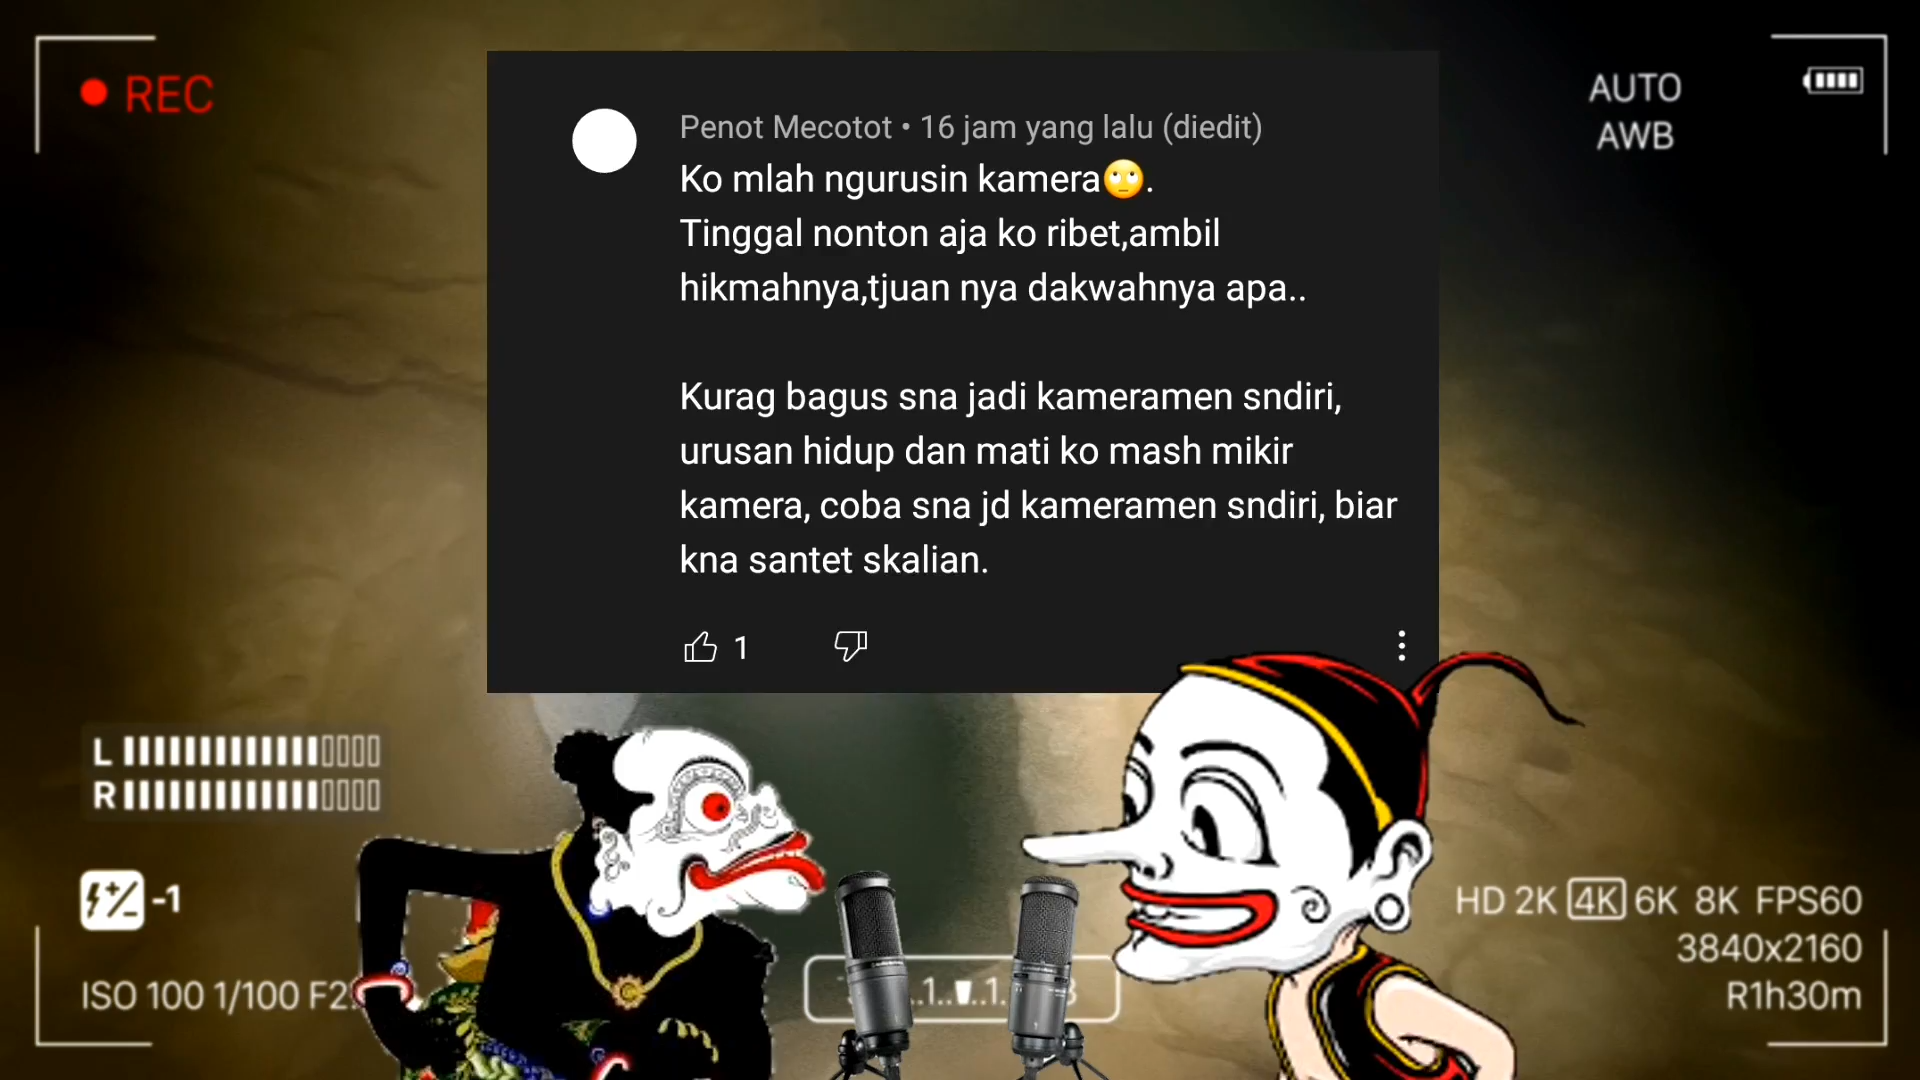 REC
AUTO
AWB
Penot Mecotot • 16 jam yang lalu (diedit)
Ko mlah ngurusin kamera🙄.
Tinggal nonton aja ko ribet,ambil
hikmahnya,tjuan nya dakwahnya apa..
Kurag bagus sna jadi kameramen sndiri,
urusan hidup dan mati ko mash mikir
kamera, coba sna jd kameramen sndiri, biar
kna santet skalian.
1
L
R
-1
HD 2K 4K 6K 8K FPS60
3840x2160
R1h30m
ISO 100 1/100